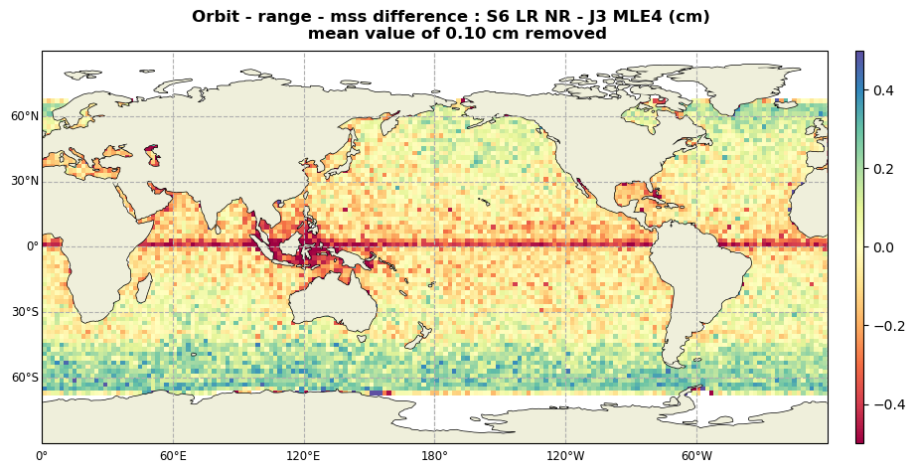 Orbit - range - mss difference : S6 LR NR - J3 MLE4 (cm)
mean value of 0.10 cm removed
0.4
60°N
0.2
30°N
0°
0.0
30°S
−0.2
60°S
−0.4
0° 60°E 120°E 180° 120°W 60°W